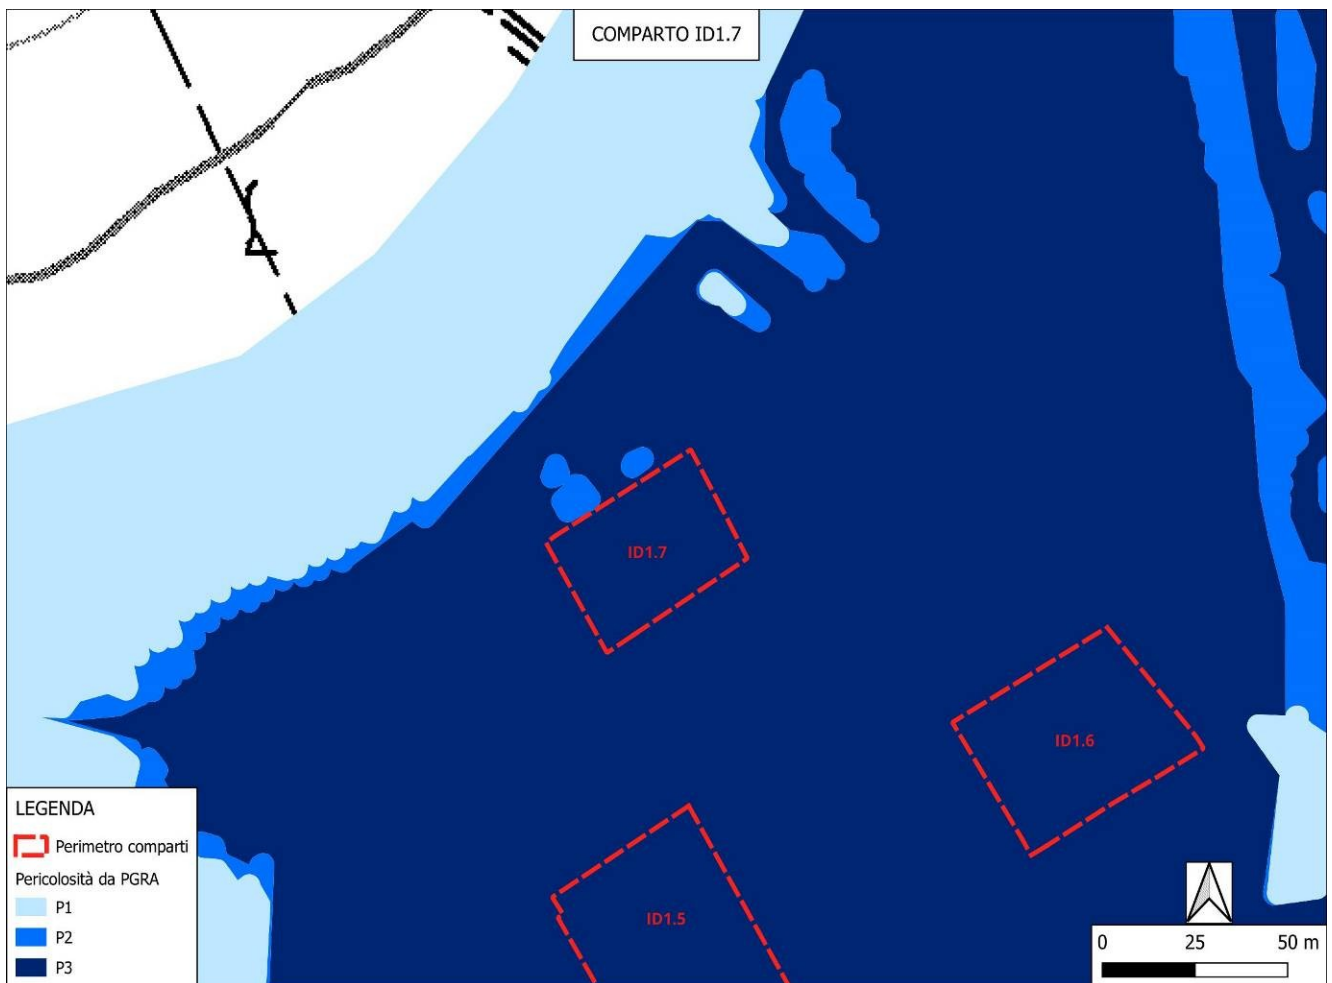 COMPARTO ID1.7
ID1.7
ID1.6
ID1.5
LEGENDA
Perimetro comparti
Pericolosità da PGRA
P1
P2
P3
0 25 50 m